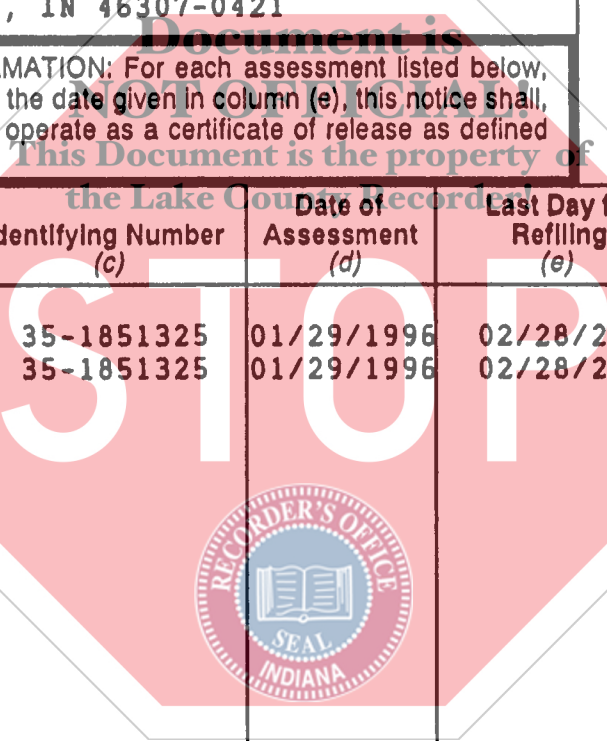 , IN 46307-0421
Document is
MATION: For each assessment listed below,
NOT OFFICIAL!
the date given in column (e), this notice shall,
operate as a certificate of release as defined
This Document is the property of
the Lake County Recorder!
Identifying Number
(c)
Date of
Assessment
(d)
Last Day
Refiling
(e)
35-1851325 01/29/1996 02/28/2
35-1851325 01/29/1996 02/28/2
STOP
RECORDER'S OFFICE
SEAL
INDIANA